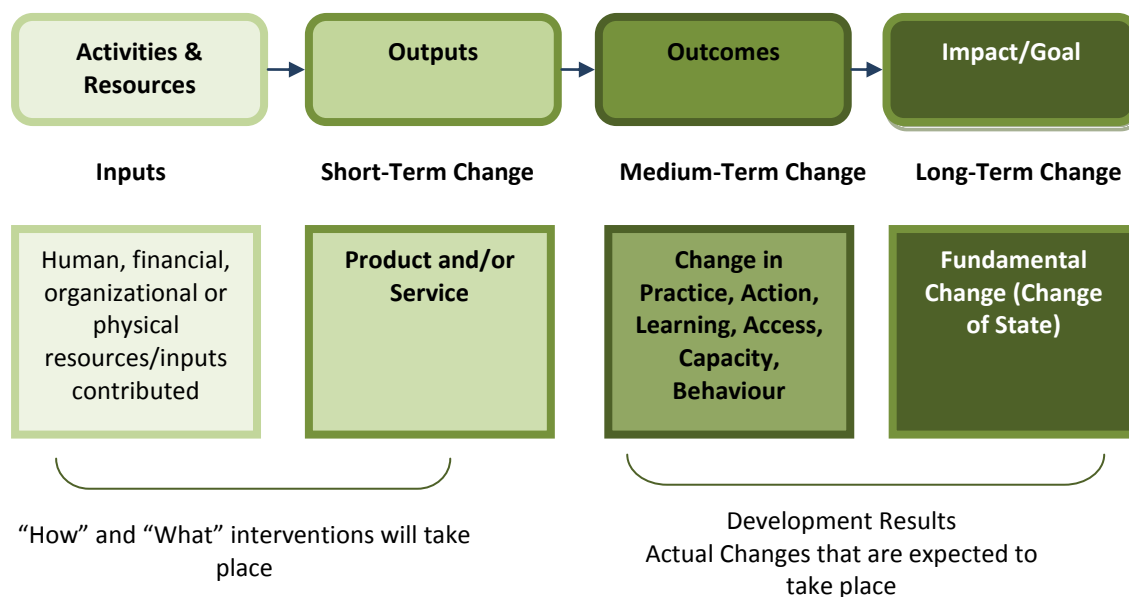 Activities &
Resources
Outputs
Outcomes
Impact/Goal
Inputs
Short-Term Change
Medium-Term Change
Long-Term Change
Human, financial,
organizational or
physical
resources/inputs
contributed
Product and/or
Service
Change in
Practice, Action,
Learning, Access,
Capacity,
Behaviour
Fundamental
Change (Change
of State)
“How” and “What” interventions will take
place
Development Results
Actual Changes that are expected to
take place